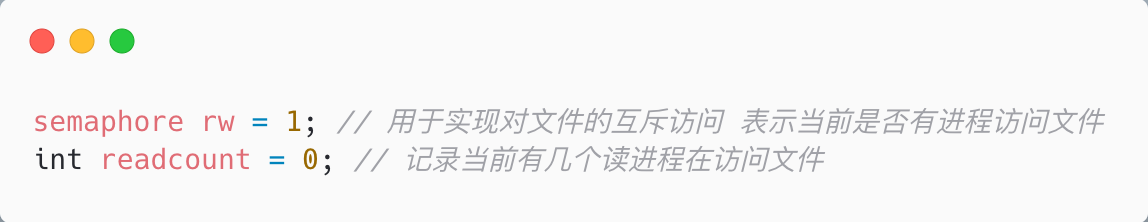 semaphore rw = 1; // 用于实现对文件的互斥访问 表示当前是否有进程访问文件
int readcount = 0; // 记录当前有几个读进程在访问文件